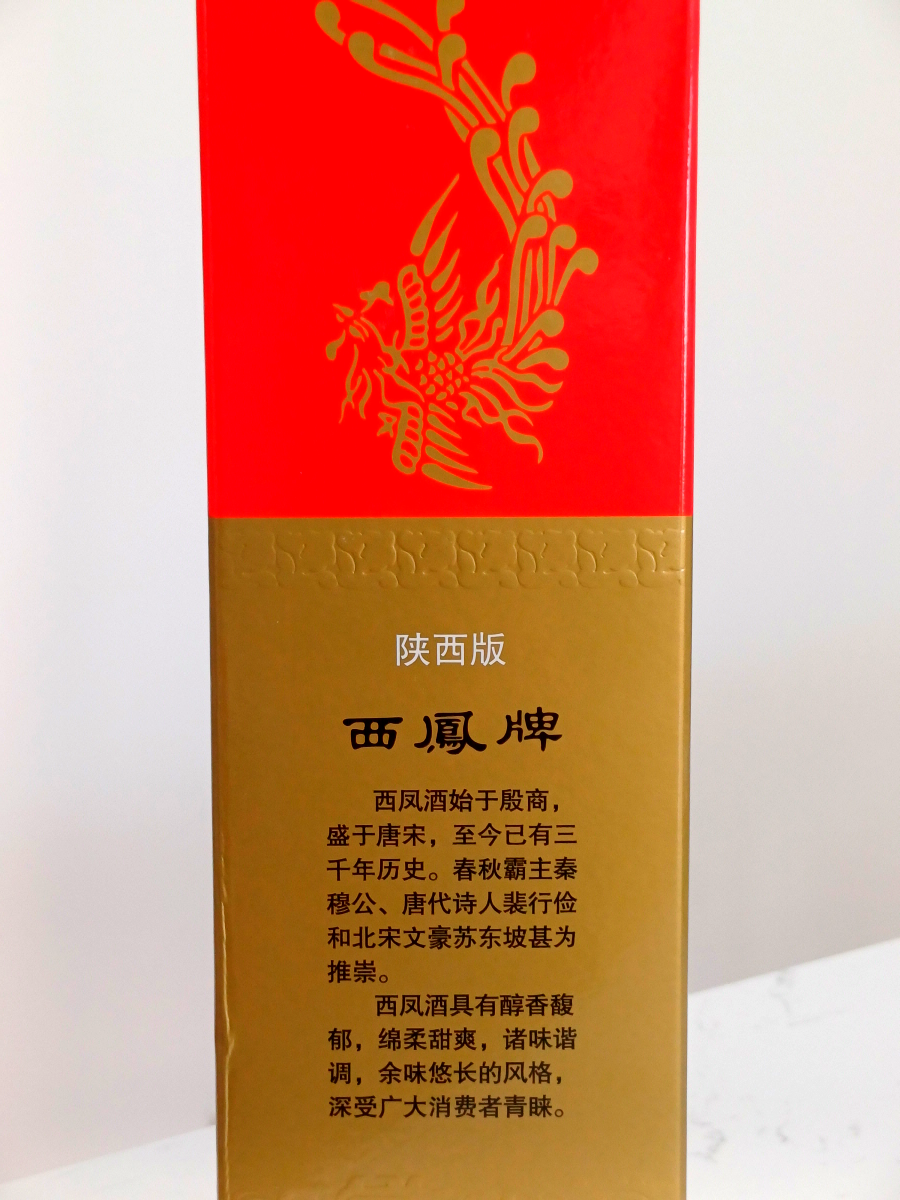 陕西版
西鳳牌
西凤酒始于殷商，
盛于唐宋，至今已有三
千年历史。春秋霸主秦
穆公、唐代诗人裴行俭
和北宋文豪苏东坡甚为
推崇。
西凤酒具有醇香馥
郁，绵柔甜爽，诸味谐
调，余味悠长的风格，
深受广大消费者青睐。